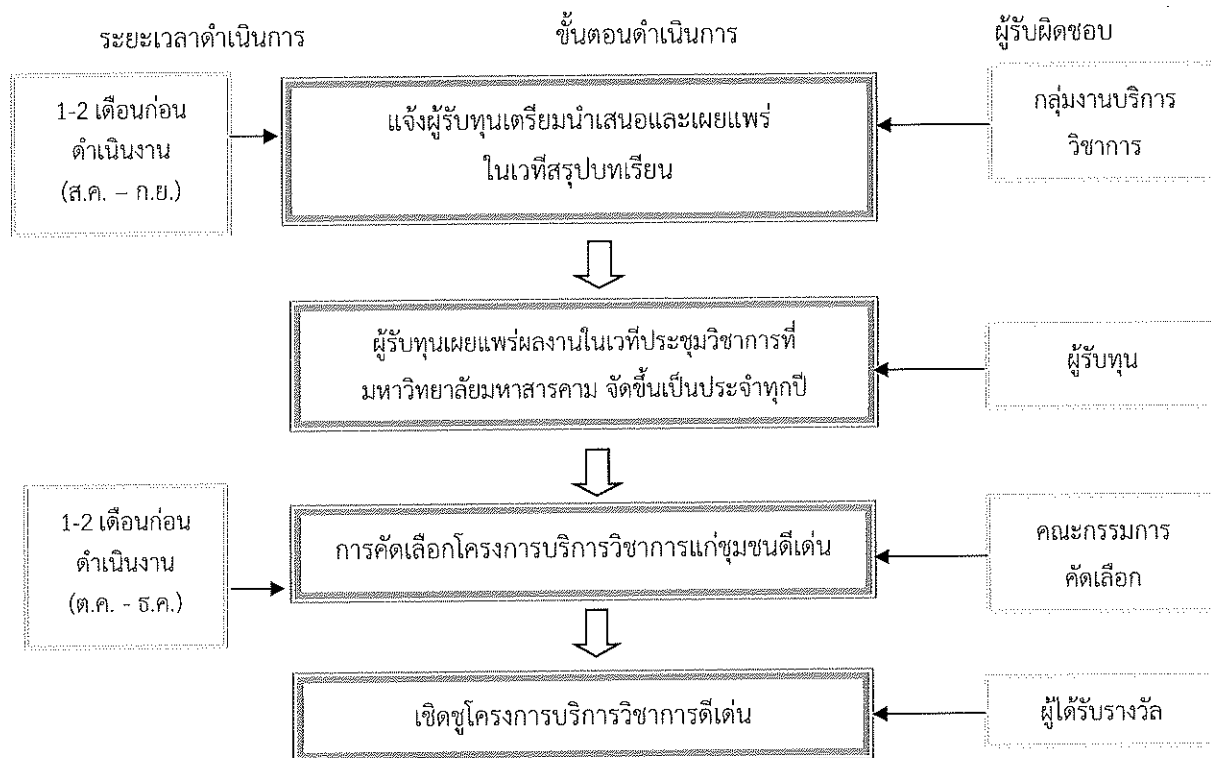 ระยะเวลาดำเนินการ
ขั้นตอนดำเนินการ
ผู้รับผิดชอบ
1-2 เดือนก่อน
ดำเนินงาน
(ส.ค. – ก.ย.)
แจ้งผู้รับทุนเตรียมนำเสนอและเผยแพร่
ในเวทีสรุปบทเรียน
กลุ่มงานบริการ
วิชาการ
ผู้รับทุนเผยแพร่ผลงานในเวทีประชุมวิชาการที่
มหาวิทยาลัยมหาสารคาม จัดขึ้นเป็นประจำทุกปี
ผู้รับทุน
1-2 เดือนก่อน
ดำเนินงาน
(ต.ค. - ธ.ค.)
การคัดเลือกโครงการบริการวิชาการแก่ชุมชนดีเด่น
คณะกรรมการ
คัดเลือก
เชิดชูโครงการบริการวิชาการดีเด่น
ผู้ได้รับรางวัล